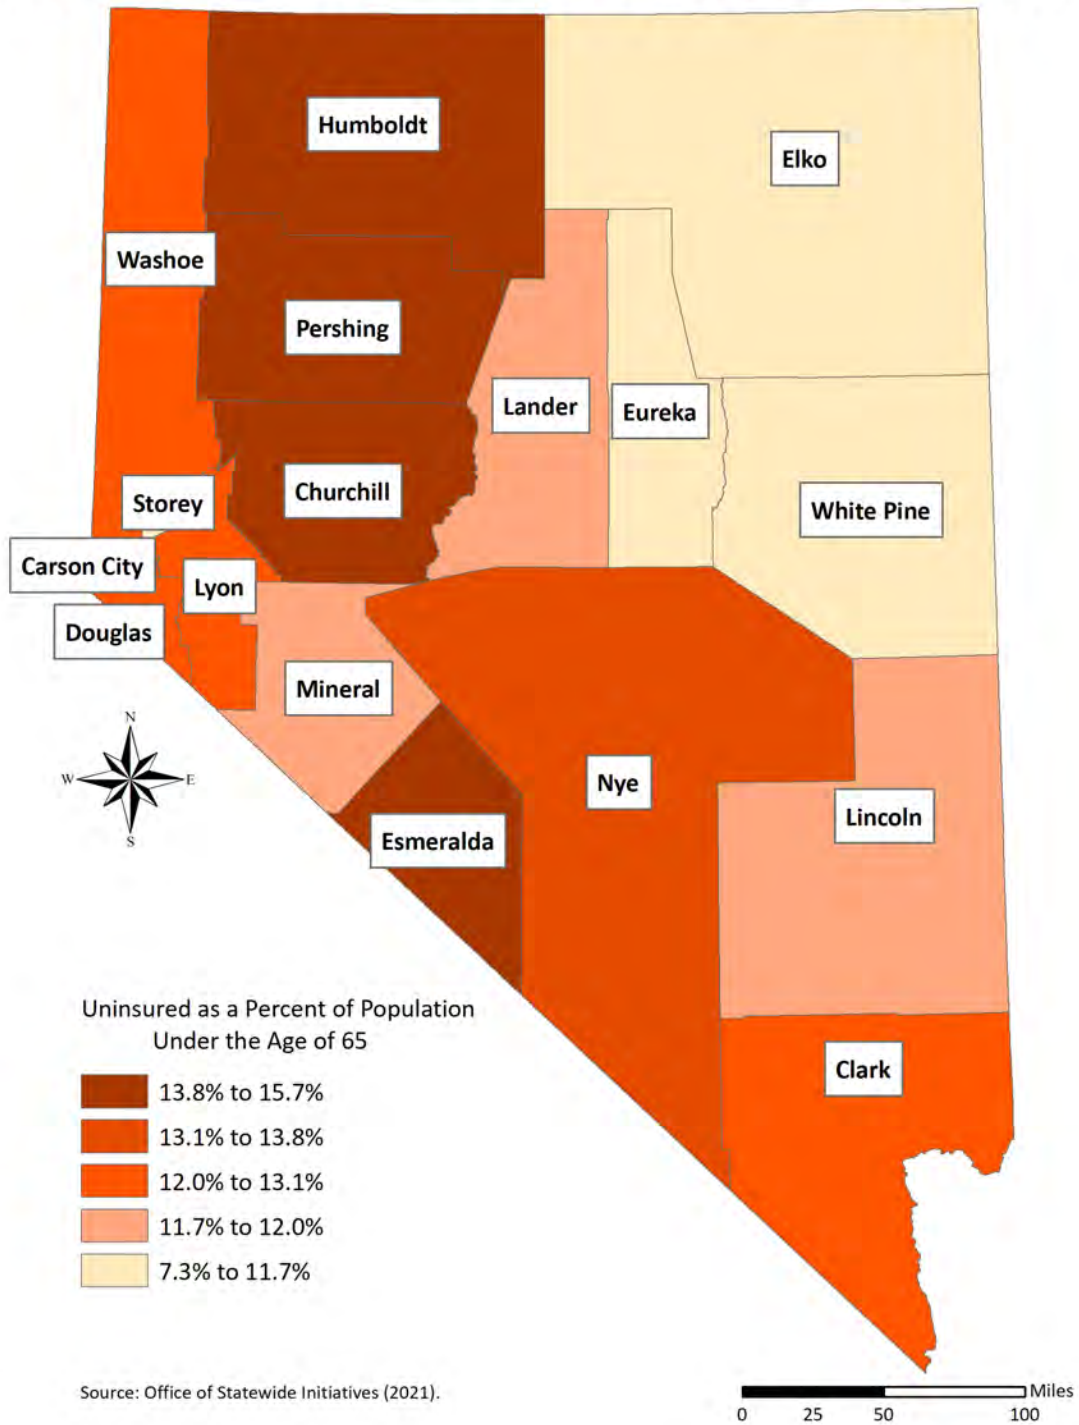 Humboldt
Elko
Washoe
Pershing
Lander
Eureka
Churchill
Storey
White Pine
Carson City
Lyon
Douglas
Mineral
N
W
E
S
Nye
Lincoln
Esmeralda
Clark
Uninsured as a Percent of Population
Under the Age of 65
13.8% to 15.7%
13.1% to 13.8%
12.0% to 13.1%
11.7% to 12.0%
7.3% to 11.7%
Source: Office of Statewide Initiatives (2021).
Miles
0 25 50 100